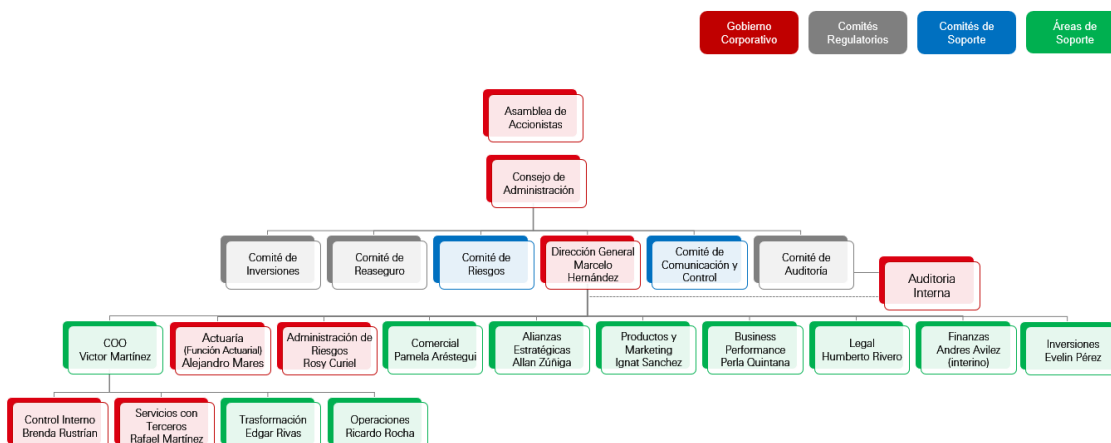 Gobierno
Corporativo
Comités
Regulatorios
Comités de
Soporte
Áreas de
Soporte
Asamblea de
Accionistas
Consejo de
Administración
Comité de
Inversiones
Comité de
Reaseguro
Comité de
Riesgos
Dirección General
Marcelo
Hernández
Comité de
Comunicación y
Control
Comité de
Auditoría
Auditoria
Interna
COO
Victor Martínez
Actuaría
(Función Actuarial)
Alejandro Mares
Administración de
Riesgos
Rosy Curiel
Comercial
Pamela Aréstegui
Alianzas
Estratégicas
Allan Zúñiga
Productos y
Marketing
Ignat Sanchez
Business
Performance
Perla Quintana
Legal
Humberto Rivero
Finanzas
Andres Avilez
(interino)
Inversiones
Evelin Pérez
Control Interno
Brenda Rustrían
Servicios con
Terceros
Rafael Martínez
Trasformación
Edgar Rivas
Operaciones
Ricardo Rocha